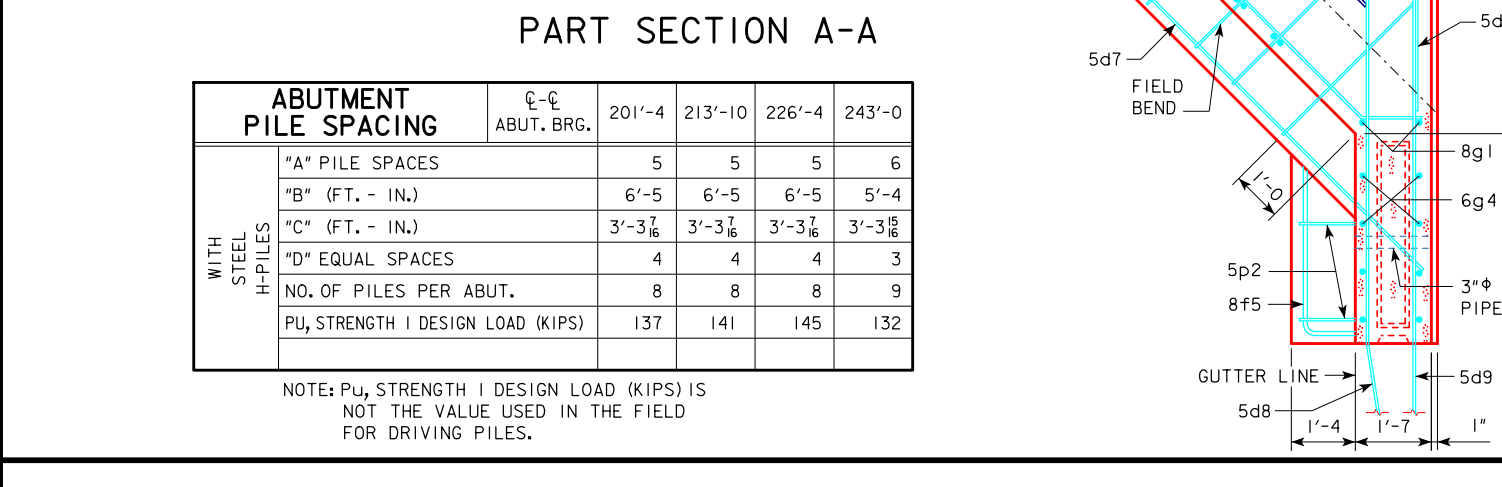 PART SECTION A-A
ABUTMENT PILE SPACING ℄-℄ ABUT. BRG. 201'-4 213'-10 226'-4 243'-0
WITH STEEL H-PILES
"A" PILE SPACES 5 5 5 6
"B" (FT. - IN.) 6'-5 6'-5 6'-5 5'-4
"C" (FT. - IN.) 3'-3 7/16 3'-3 7/16 3'-3 7/16 3'-3 15/16
"D" EQUAL SPACES 4 4 4 3
NO. OF PILES PER ABUT. 8 8 8 9
PU, STRENGTH I DESIGN LOAD (KIPS) 137 141 145 132
NOTE: Pu, STRENGTH I DESIGN LOAD (KIPS) IS
NOT THE VALUE USED IN THE FIELD
FOR DRIVING PILES.
5d7
FIELD
BEND
5d
8g1
1'-0
6g4
5p2
8f5
3"ϕ
PIPE
GUTTER LINE
5d9
5d8
1'-4
1'-7
1"